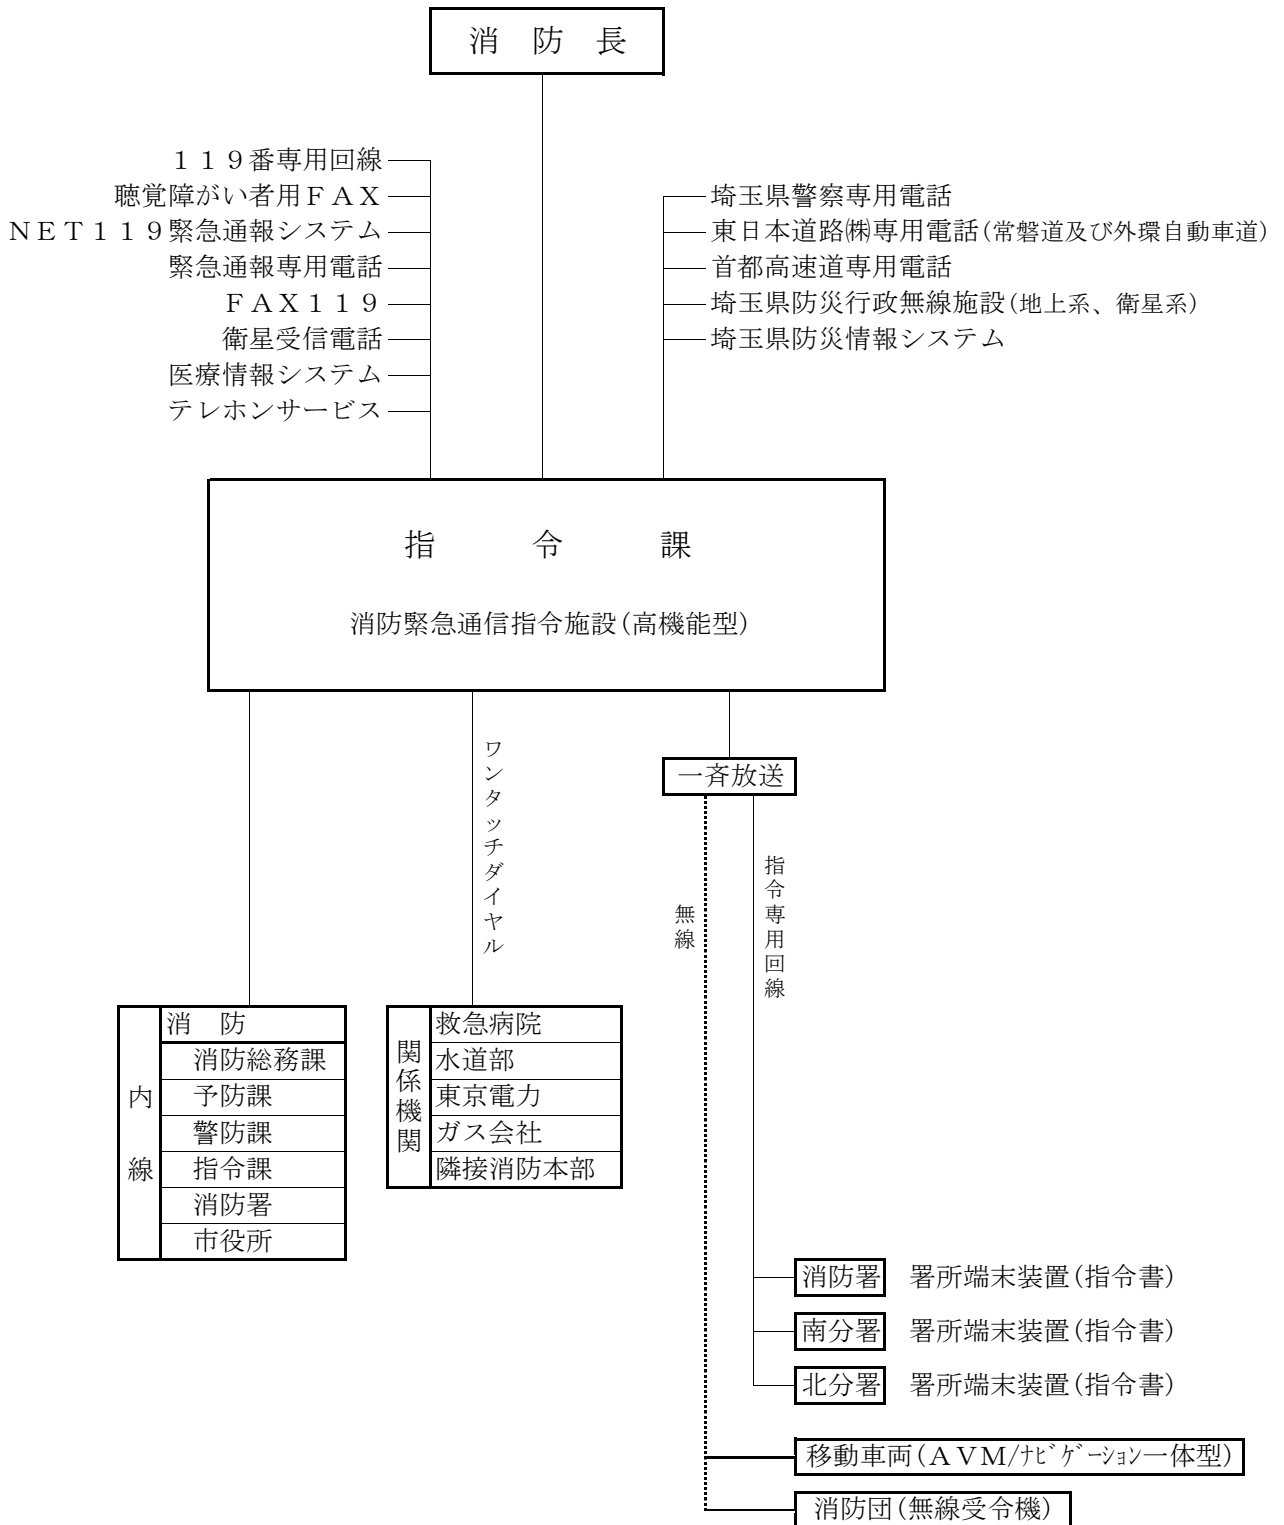 消防長
１１９番専用回線
聴覚障がい者用ＦＡＸ
ＮＥＴ１１９緊急通報システム
緊急通報専用電話
ＦＡＸ１１９
衛星受信電話
医療情報システム
テレホンサービス
埼玉県警察専用電話
東日本道路㈱専用電話(常磐道及び外環自動車道)
首都高速道専用電話
埼玉県防災行政無線施設(地上系、衛星系)
埼玉県防災情報システム
指令課
消防緊急通信指令施設(高機能型)
ワンタッチダイヤル
一斉放送
無線
指令専用回線
内線
消防
消防総務課
予防課
警防課
指令課
消防署
市役所
関係機関
救急病院
水道部
東京電力
ガス会社
隣接消防本部
消防署 署所端末装置(指令書)
南分署 署所端末装置(指令書)
北分署 署所端末装置(指令書)
移動車両(ＡＶＭ/ﾅﾋﾞｹﾞｰｼｮﾝ一体型)
消防団(無線受令機)